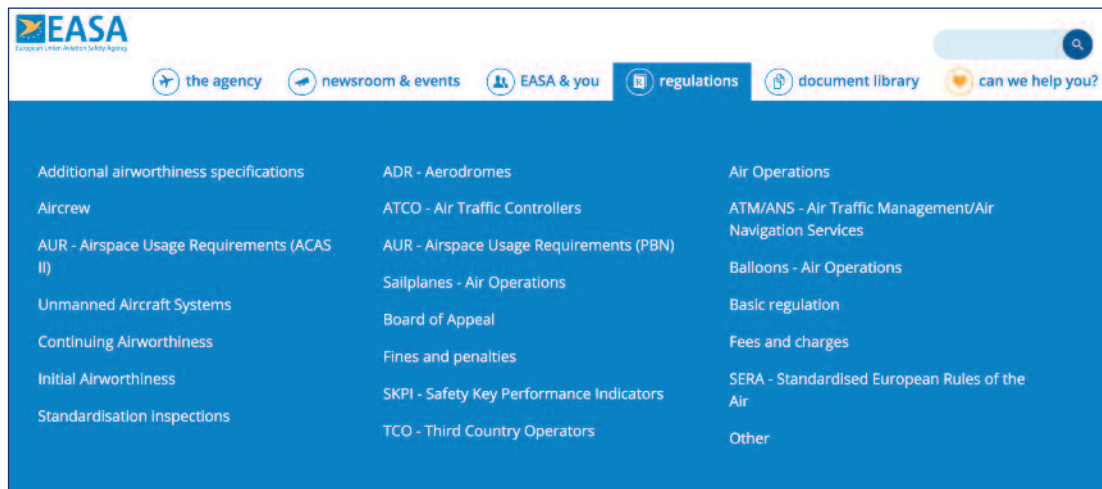 EASA
European Union Aviation Safety Agency
the agency
newsroom & events
EASA & you
regulations
document library
can we help you?
Additional airworthiness specifications
Aircrew
AUR - Airspace Usage Requirements (ACAS
II)
Unmanned Aircraft Systems
Continuing Airworthiness
Initial Airworthiness
Standardisation inspections
ADR - Aerodromes
ATCO - Air Traffic Controllers
AUR - Airspace Usage Requirements (PBN)
Sailplanes - Air Operations
Board of Appeal
Fines and penalties
SKPI - Safety Key Performance Indicators
TCO - Third Country Operators
Air Operations
ATM/ANS - Air Traffic Management/Air
Navigation Services
Balloons - Air Operations
Basic regulation
Fees and charges
SERA - Standardised European Rules of the
Air
Other